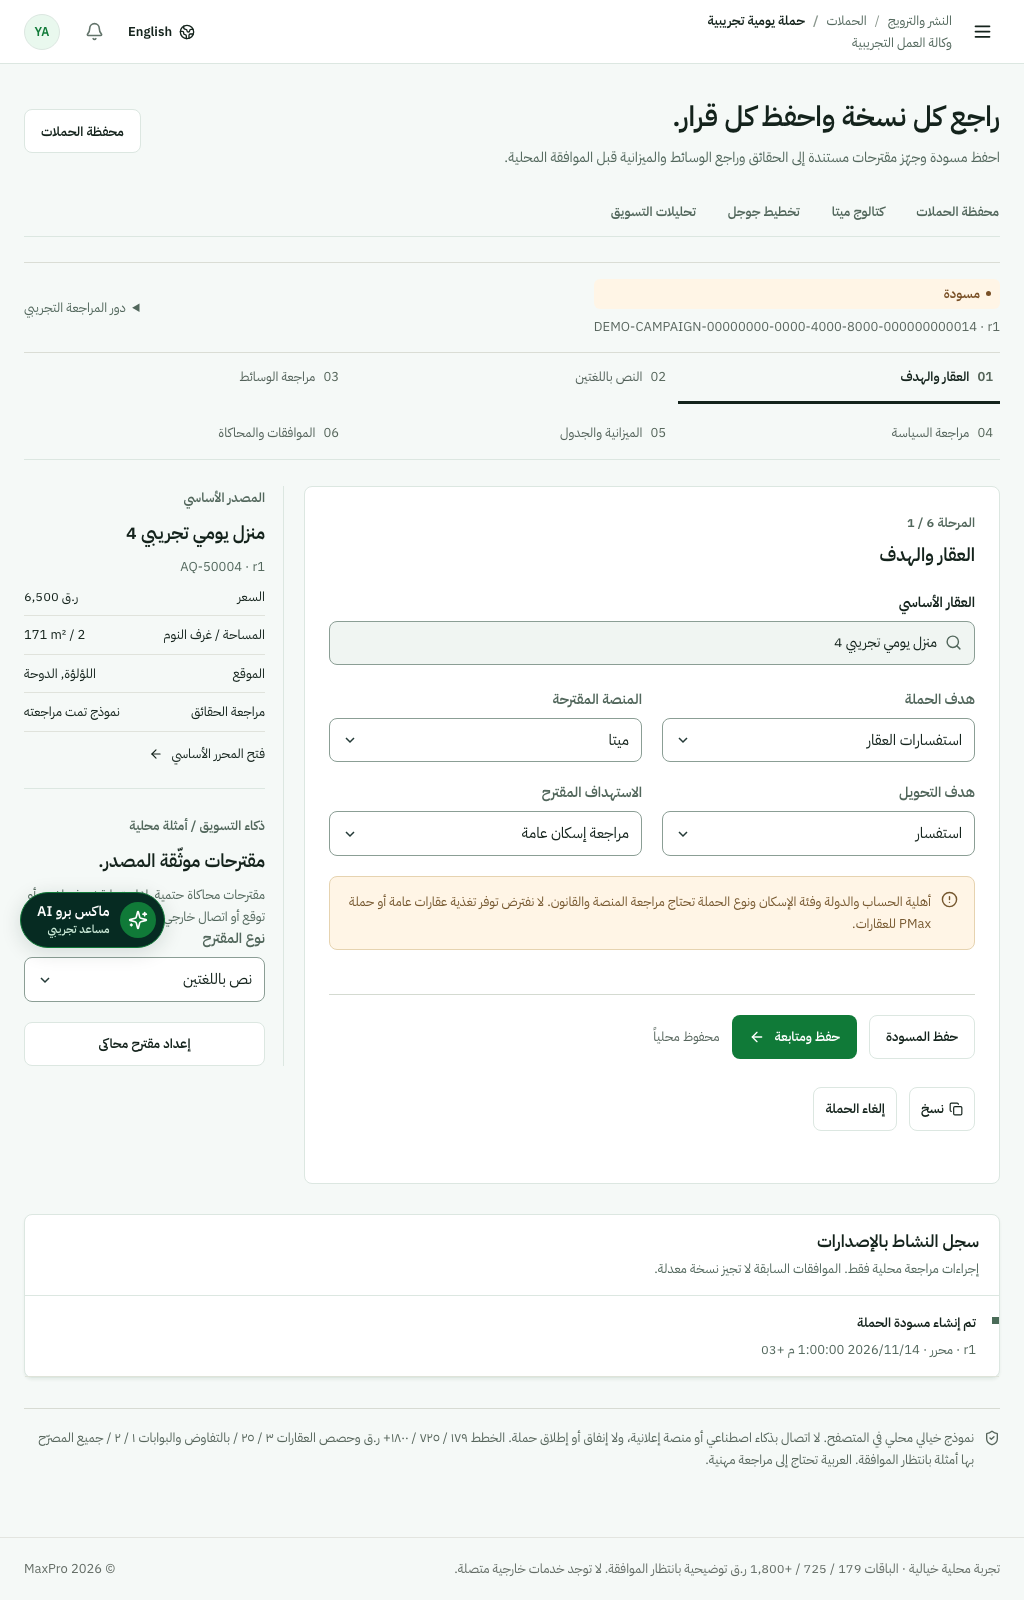 النشر والترويج / الحملات / حملة يومية تجريبية
وكالة العمل التجريبية
English
YA
راجع كل نسخة واحفظ كل قرار.
احفظ مسودة وجهّز مقترحات مستندة إلى الحقائق وراجع الوسائط والميزانية قبل الموافقة المحلية.
محفظة الحملات
محفظة الحملات
كتالوج ميتا
تخطيط جوجل
تحليلات التسويق
مسودة
DEMO-CAMPAIGN-00000000-0000-4000-8000-000000000014 · r1
دور المراجعة التجريبي
01 العقار والهدف
02 النص باللغتين
03 مراجعة الوسائط
04 مراجعة السياسة
05 الميزانية والجدول
06 الموافقات والمحاكاة
المرحلة 6 / 1
العقار والهدف
العقار الأساسي
منزل يومي تجريبي 4
هدف الحملة
استفسارات العقار
المنصة المقترحة
ميتا
هدف التحويل
استفسار
الاستهداف المقترح
مراجعة إسكان عامة
أهلية الحساب والدولة وفئة الإسكان ونوع الحملة تحتاج مراجعة المنصة والقانون. لا نفترض توفر تغذية عقارات عامة أو حملة
PMax للعقارات.
حفظ المسودة
حفظ ومتابعة
محفوظ محلياً
نسخ
إلغاء الحملة
المصدر الأساسي
منزل يومي تجريبي 4
AQ-50004 · r1
السعر
ر.ق 6,500
المساحة / غرف النوم
171 m² / 2
الموقع
اللؤلؤة, الدوحة
مراجعة الحقائق
نموذج تمت مراجعته
فتح المحرر الأساسي
ذكاء التسويق / أمثلة محلية
مقترحات موثّقة المصدر.
مقترحات محاكاة حتمية
توقع أو اتصال خارجي
ماكس برو AI
مساعد تجريبي
نوع المقترح
نص باللغتين
إعداد مقترح محاكى
سجل النشاط بالإصدارات
إجراءات مراجعة محلية فقط. الموافقات السابقة لا تجيز نسخة معدلة.
تم إنشاء مسودة الحملة
r1 · محرر · 2026/11/14 1:00:00 م +03
نموذج خيالي محلي في المتصفح. لا اتصال بذكاء اصطناعي أو منصة إعلانية، ولا إنفاق أو إطلاق حملة. الخطط ١٧٩ / ٧٢٥ / ١٨٠٠+ ر.ق وحصص العقارات ٣ / ٢٥ / بالتفاوض والبوابات ١ / ٢ / جميع المصرّح
بها أمثلة بانتظار الموافقة. العربية تحتاج إلى مراجعة مهنية.
تجربة محلية خيالية · الباقات 179 / 725 / +1,800 ر.ق توضيحية بانتظار الموافقة. لا توجد خدمات خارجية متصلة.
© 2026 MaxPro